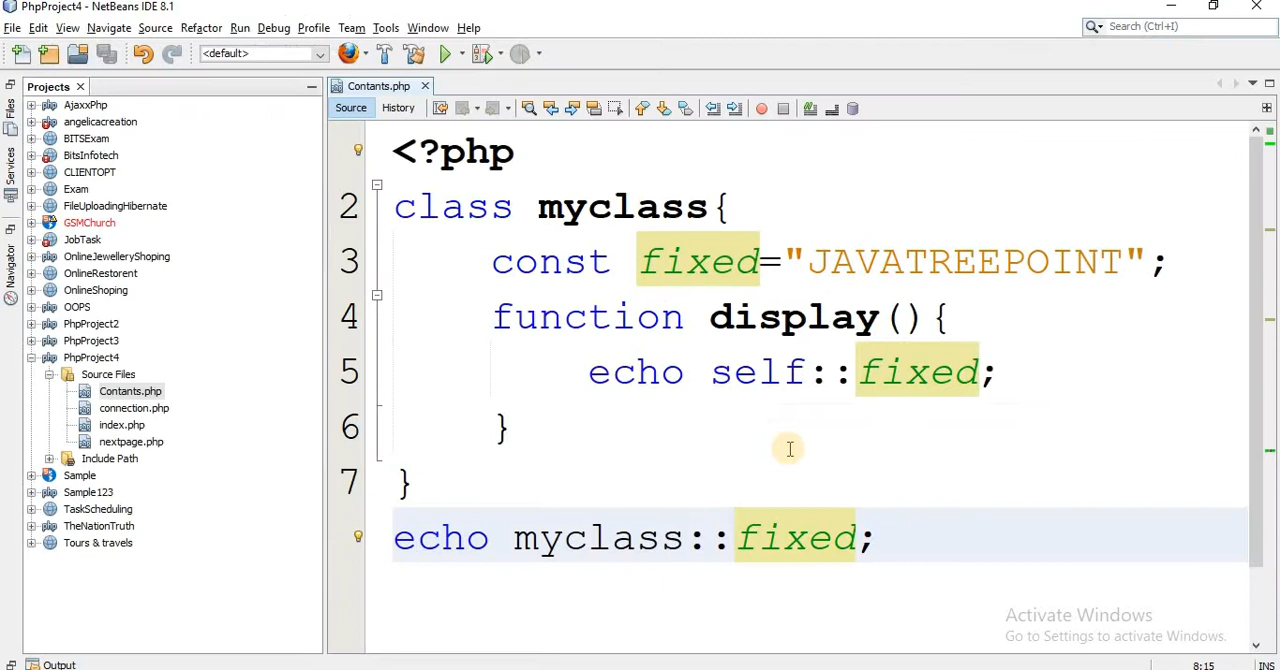 PhpProject4 - NetBeans IDE 8.1
File Edit View Navigate Source Refactor Run Debug Profile Team Tools Window Help
Search (Ctrl+I)
<default>
Projects
Contants.php
Source History
Files
Services
Navigator
AjaxxPhp
angelicacreation
BITSExam
BitsInfotech
CLIENTOPT
Exam
FileUploadingHibernate
GSMChurch
JobTask
OnlineJewelleryShoping
OnlineRestorent
OnlineShoping
OOPS
PhpProject2
PhpProject3
PhpProject4
Source Files
Contants.php
connection.php
index.php
nextpage.php
Include Path
Sample
Sample123
TaskScheduling
TheNationTruth
Tours & travels
<?php
2 class myclass{
3 const fixed="JAVATREEPOINT";
4 function display(){
5 echo self::fixed;
6 }
7 }
echo myclass::fixed;
Activate Windows
Go to Settings to activate Windows.
Output
8:15 INS